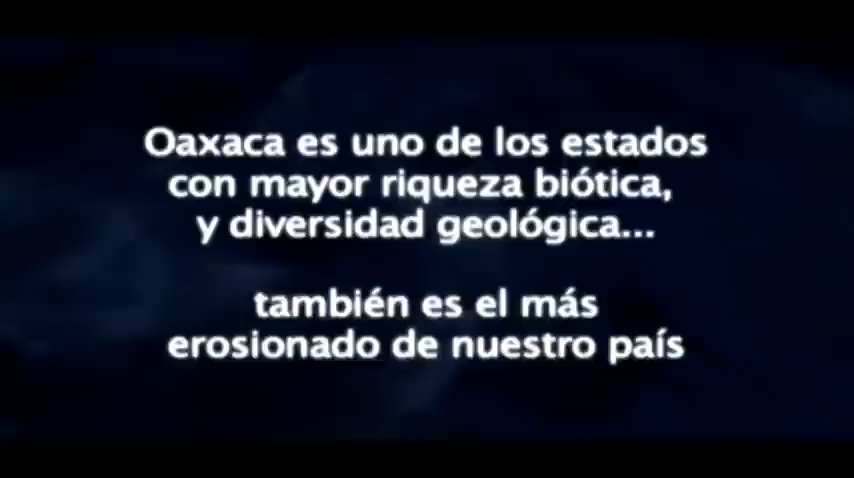 Oaxaca es uno de los estados
con mayor riqueza biótica,
y diversidad geológica...
también es el más
erosionado de nuestro país